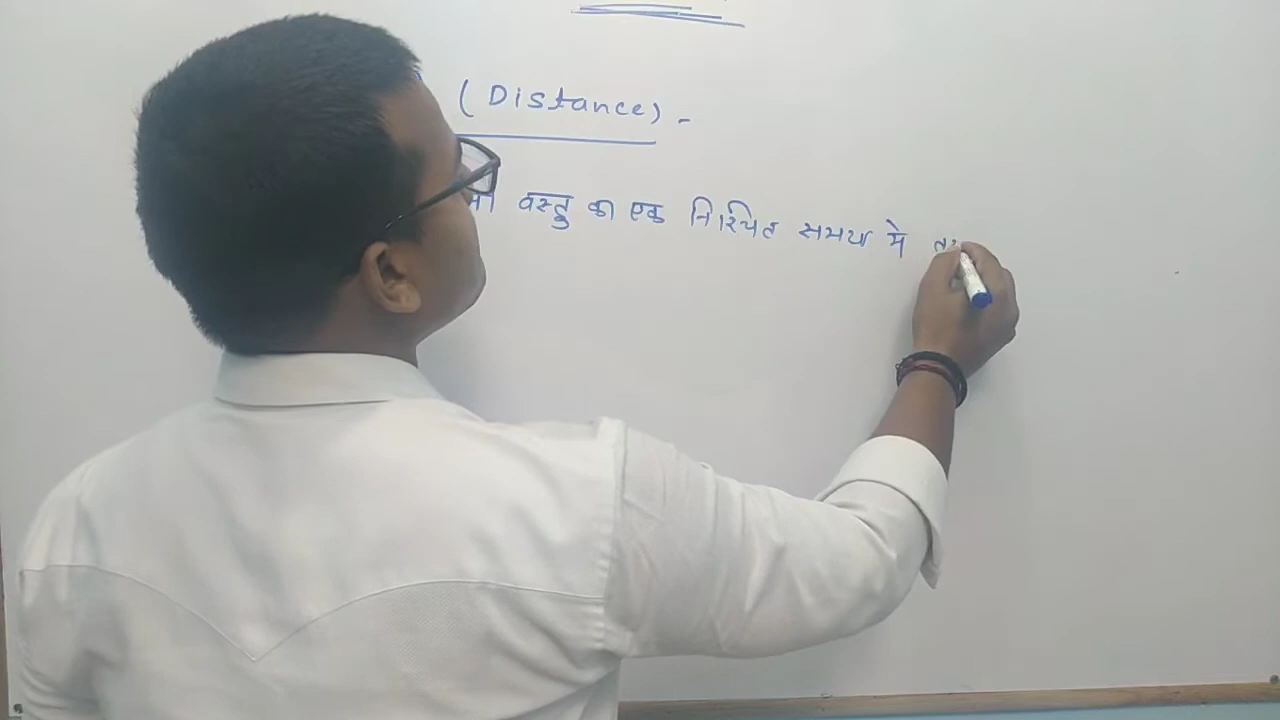 (Distance) -
वस्तु का एक निश्चित समय मे